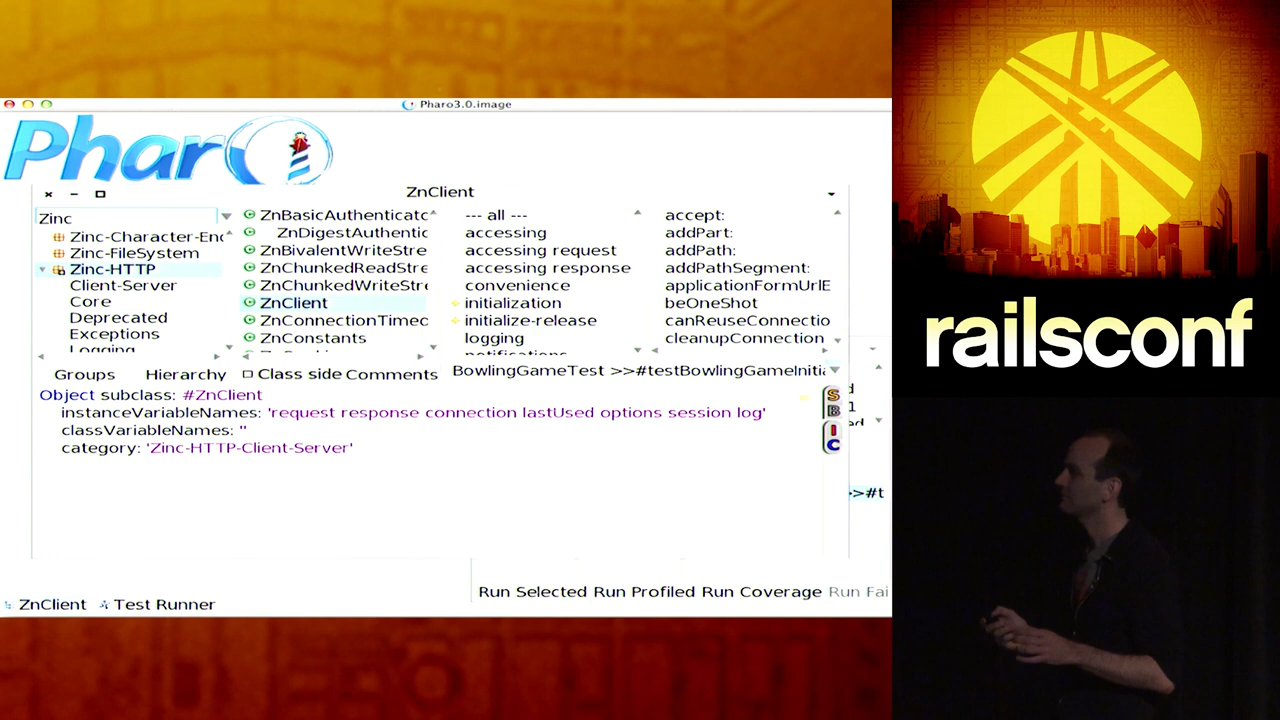 Pharo3.0.image
Pharo
ZnClient
Zinc
Zinc-Character-Enc
Zinc-FileSystem
Zinc-HTTP
Client-Server
Core
Deprecated
Exceptions
Logging
ZnBasicAuthenticatc
ZnDigestAuthentic
ZnBivalentWriteStre
ZnChunkedReadStre
ZnChunkedWriteStre
ZnClient
ZnConnectionTimec
ZnConstants
--- all ---
accessing
accessing request
accessing response
convenience
initialization
initialize-release
logging
notifications
accept:
addPart:
addPath:
addPathSegment:
applicationFormUrlE
beOneShot
canReuseConnectio
cleanupConnection
Groups
Hierarchy
Class side
Comments
BowlingGameTest >>#testBowlingGameInitia
Object subclass: #ZnClient
instanceVariableNames: 'request response connection lastUsed options session log'
classVariableNames: ''
category: 'Zinc-HTTP-Client-Server'
S
B
I
C
>>#t
Run Selected Run Profiled Run Coverage Run Fai
ZnClient
Test Runner
railsconf